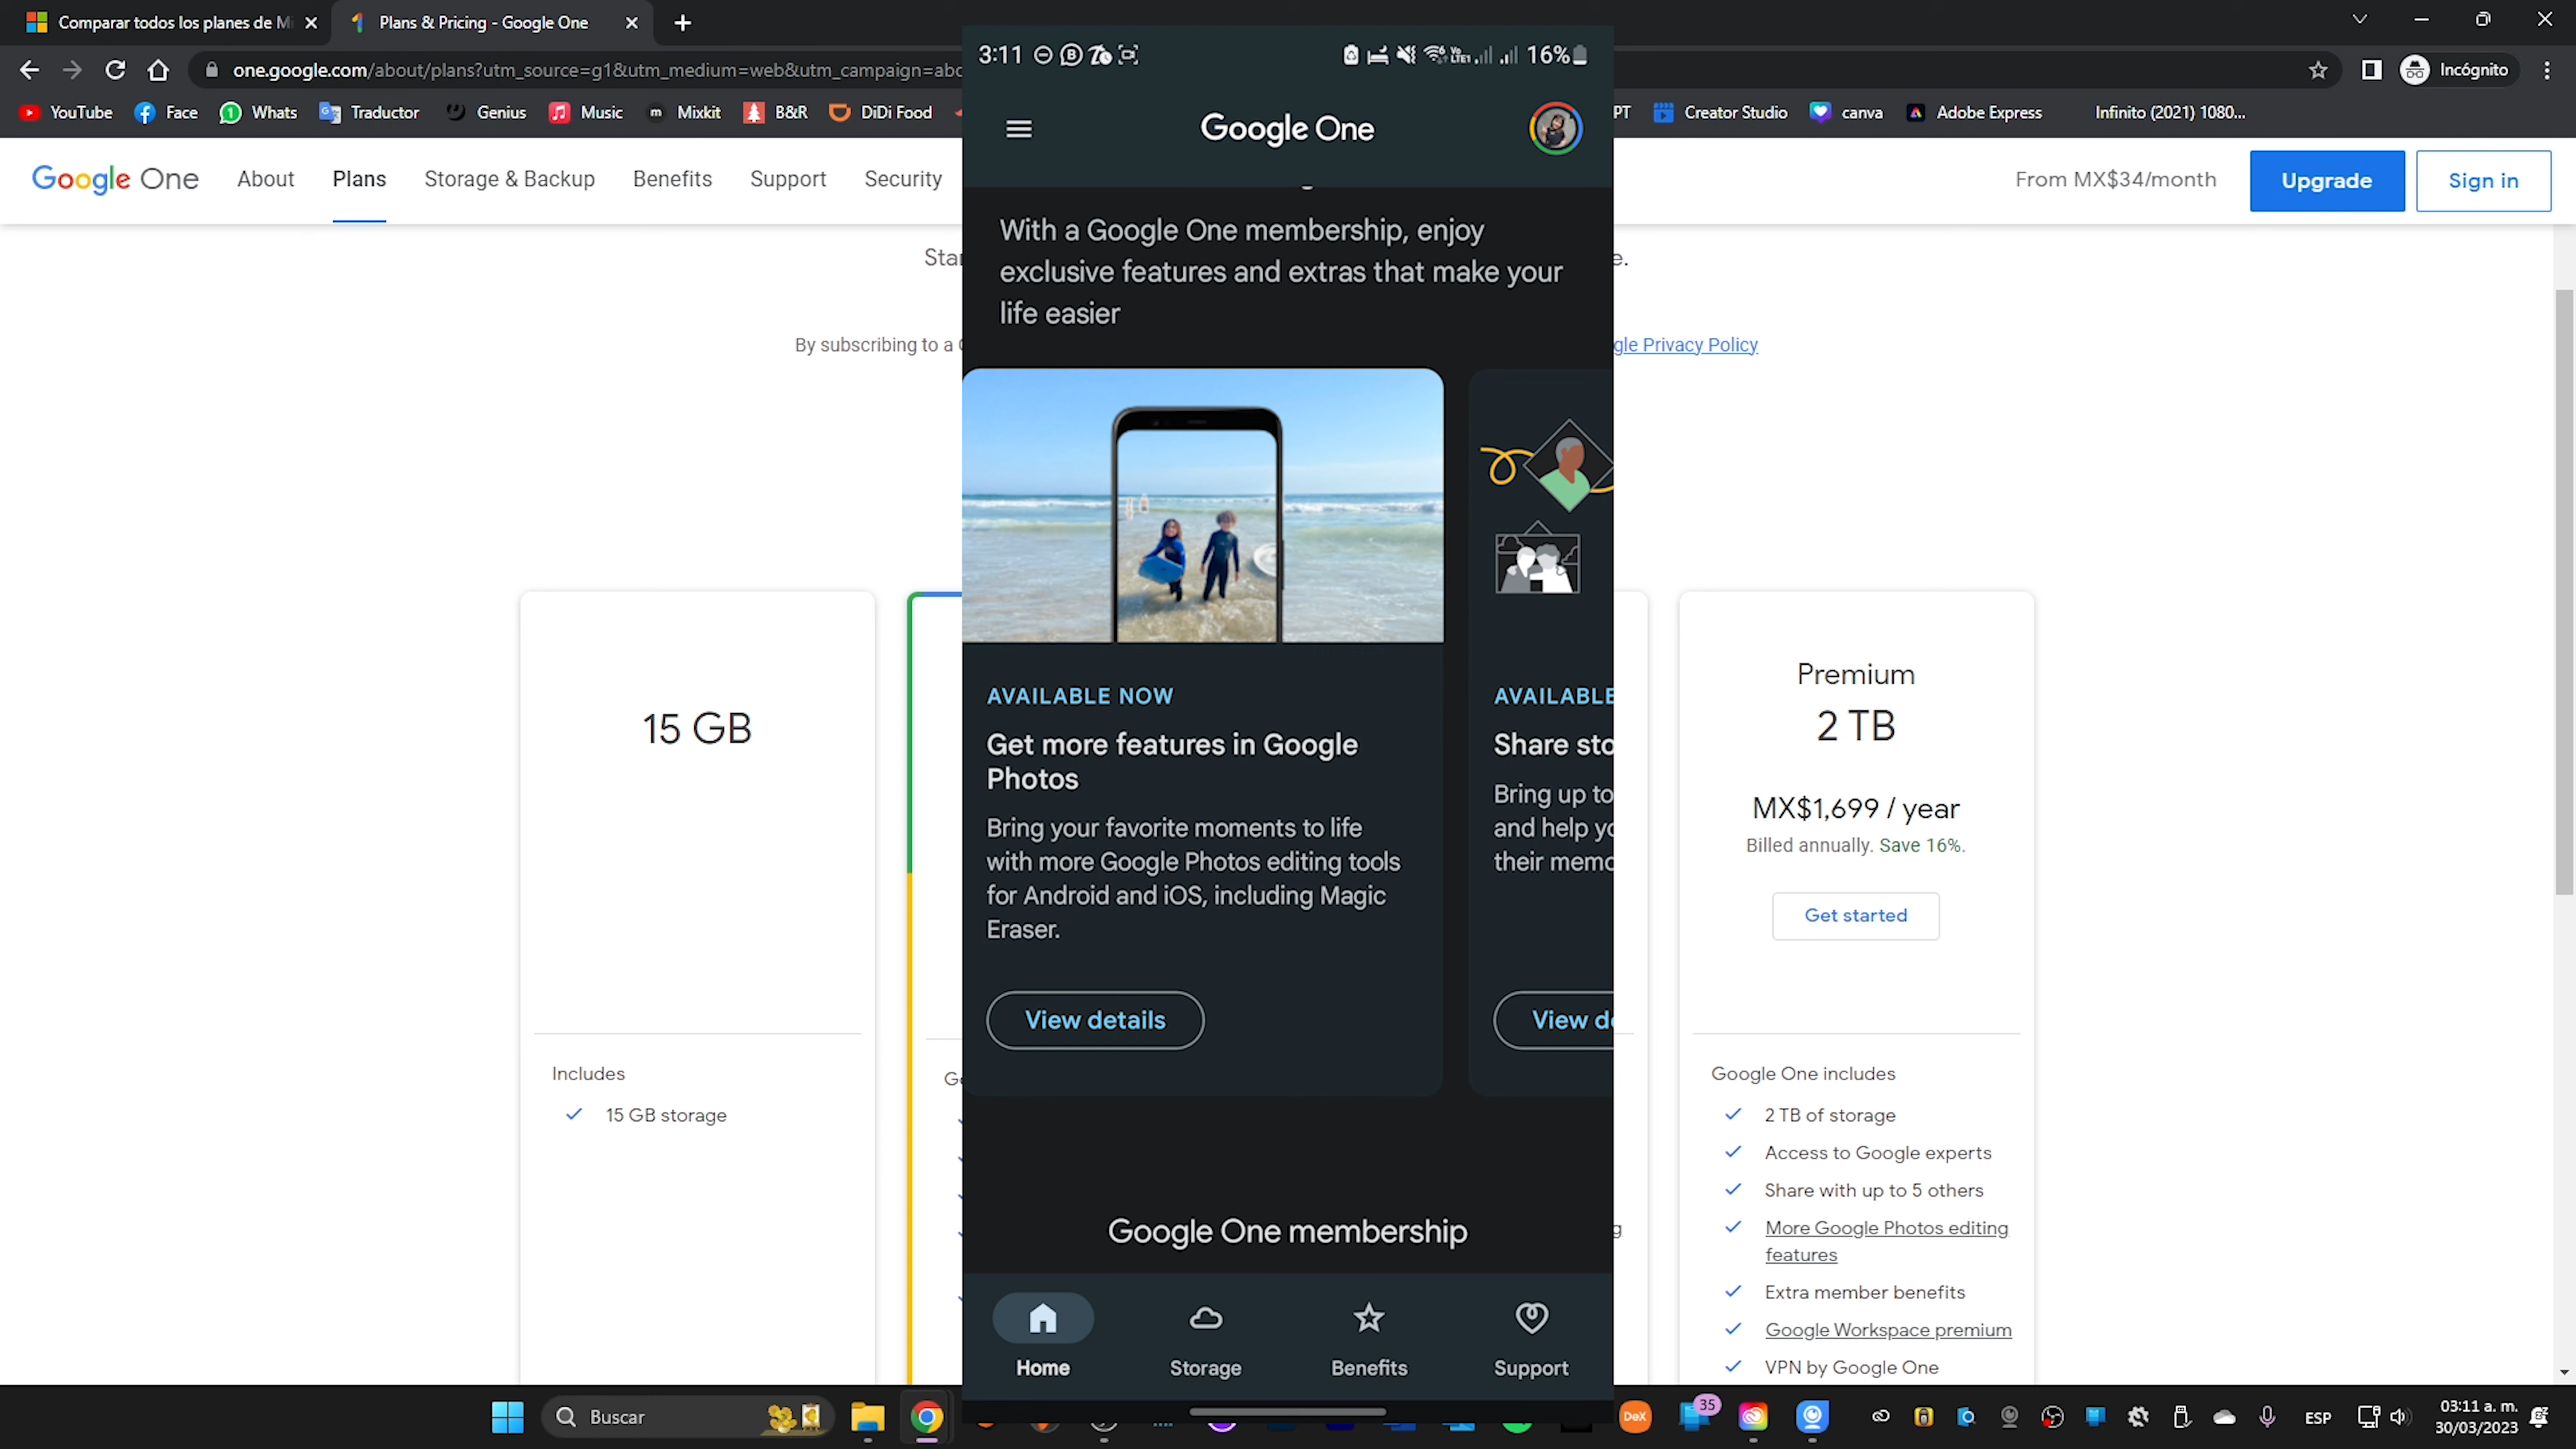 Comparar todos los planes de Mi
Plans & Pricing - Google One
one.google.com/about/plans?utm_source=g1&utm_medium=web&utm_campaign=abo
Incógnito
YouTube
Face
Whats
Traductor
Genius
Music
Mixkit
B&R
DiDi Food
PT
Creator Studio
canva
Adobe Express
Infinito (2021) 1080...
Google One
About
Plans
Storage & Backup
Benefits
Support
Security
From MX$34/month
Upgrade
Sign in
Star
e.
By subscribing to a G
gle Privacy Policy
15 GB
Includes
15 GB storage
Ge
3:11
16%
Google One
With a Google One membership, enjoy
exclusive features and extras that make your
life easier
AVAILABLE NOW
Get more features in Google
Photos
Bring your favorite moments to life
with more Google Photos editing tools
for Android and iOS, including Magic
Eraser.
View details
AVAILABLE
Share sto
Bring up to
and help yo
their memo
View de
Google One membership
Home
Storage
Benefits
Support
g
Premium
2 TB
MX$1,699 / year
Billed annually. Save 16%.
Get started
Google One includes
2 TB of storage
Access to Google experts
Share with up to 5 others
More Google Photos editing
features
Extra member benefits
Google Workspace premium
VPN by Google One
Buscar
DeX
35
ESP
03:11 a. m.
30/03/2023